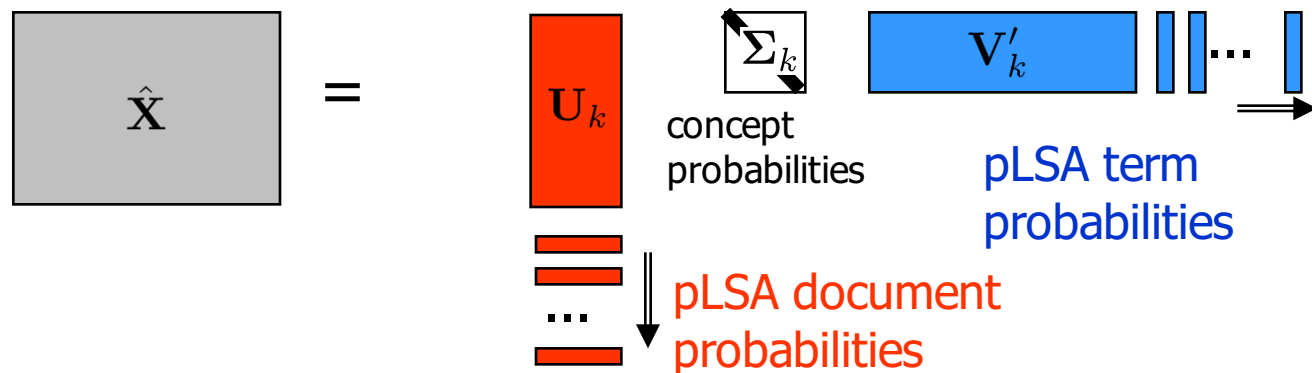 X̂ = U_k Σ_k V′_k ...
concept
probabilities
pLSA term
probabilities
...
pLSA document
probabilities